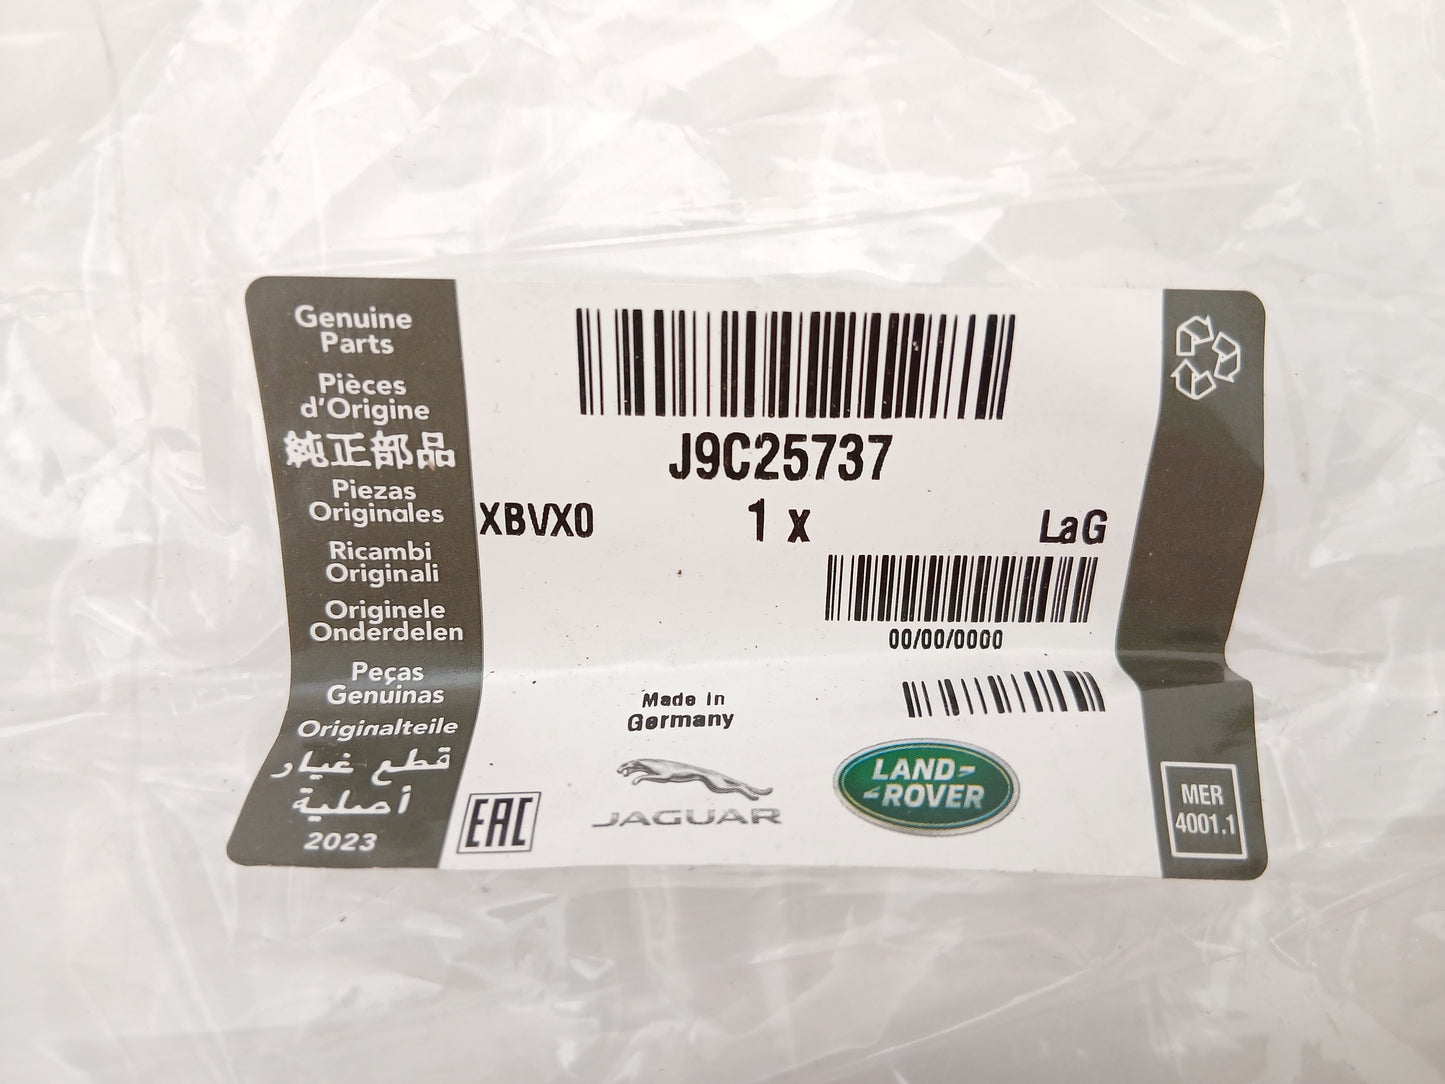 Genuine
Parts
Pièces
d'Origine
純正部品
Piezas
Originales
Ricambi
Originali
Originele
Onderdelen
Peças
Genuinas
Originalteile
قطع غيار
أصلية
2023
J9C25737
XBVX0 1 x LaG
00/00/0000
Made in
Germany
EAC
JAGUAR
LAND-
-ROVER
MER
4001.1